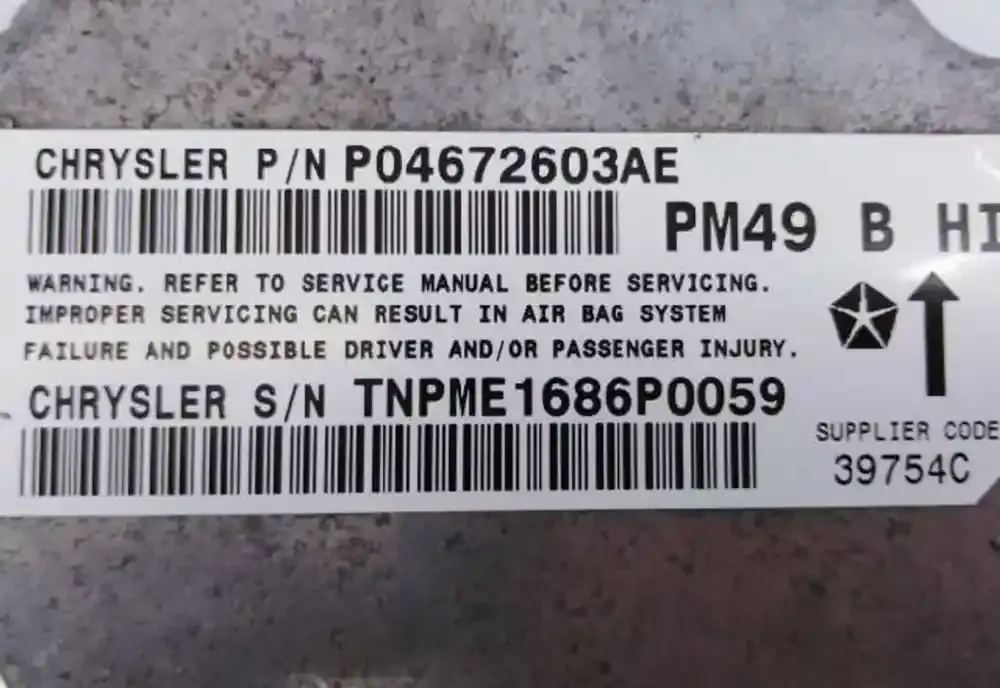 CHRYSLER P/N P04672603AE
PM49 B HI
WARNING. REFER TO SERVICE MANUAL BEFORE SERVICING.
IMPROPER SERVICING CAN RESULT IN AIR BAG SYSTEM
FAILURE AND POSSIBLE DRIVER AND/OR PASSENGER INJURY.
CHRYSLER S/N TNPME1686P0059
SUPPLIER CODE
39754C